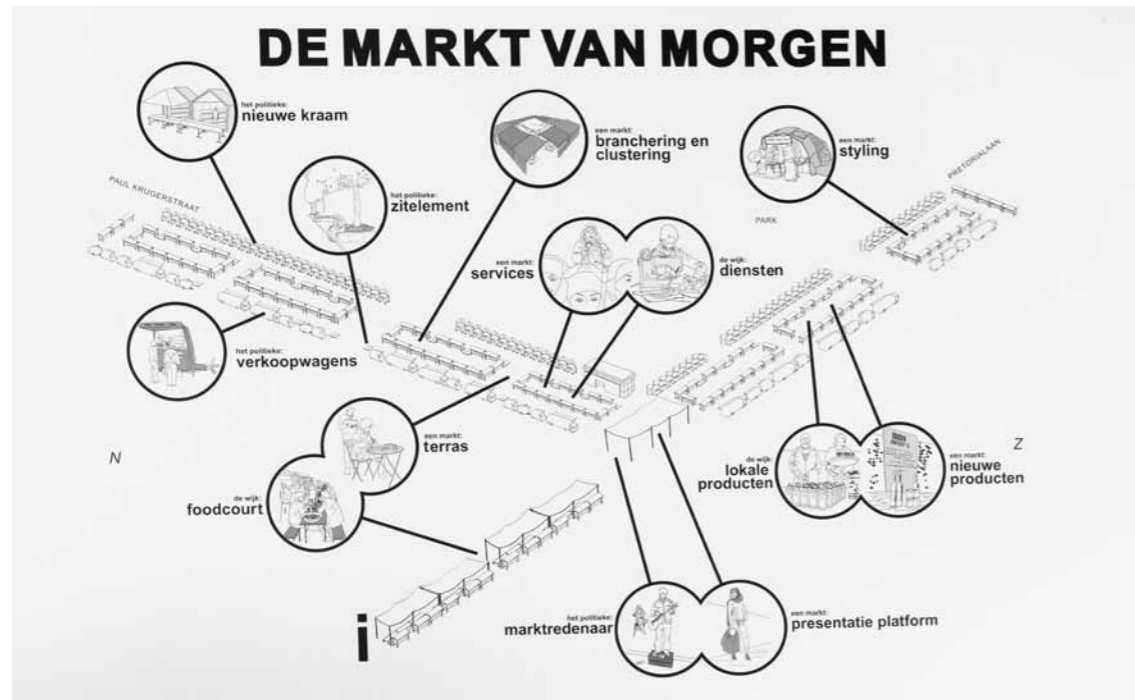 DE MARKT VAN MORGEN
het politieke:
nieuwe kraam
een markt:
branchering en
clustering
een markt:
styling
PRETORIALAAN
PAUL KRUGERSTRAAT
het politieke:
zitelement
PARK
een markt:
services
de wijk:
diensten
het politieke:
verkoopwagens
een markt:
terras
N
Z
de wijk:
lokale
producten
een markt:
nieuwe
producten
de wijk:
foodcourt
i
het politieke:
marktredenaar
een markt:
presentatie platform